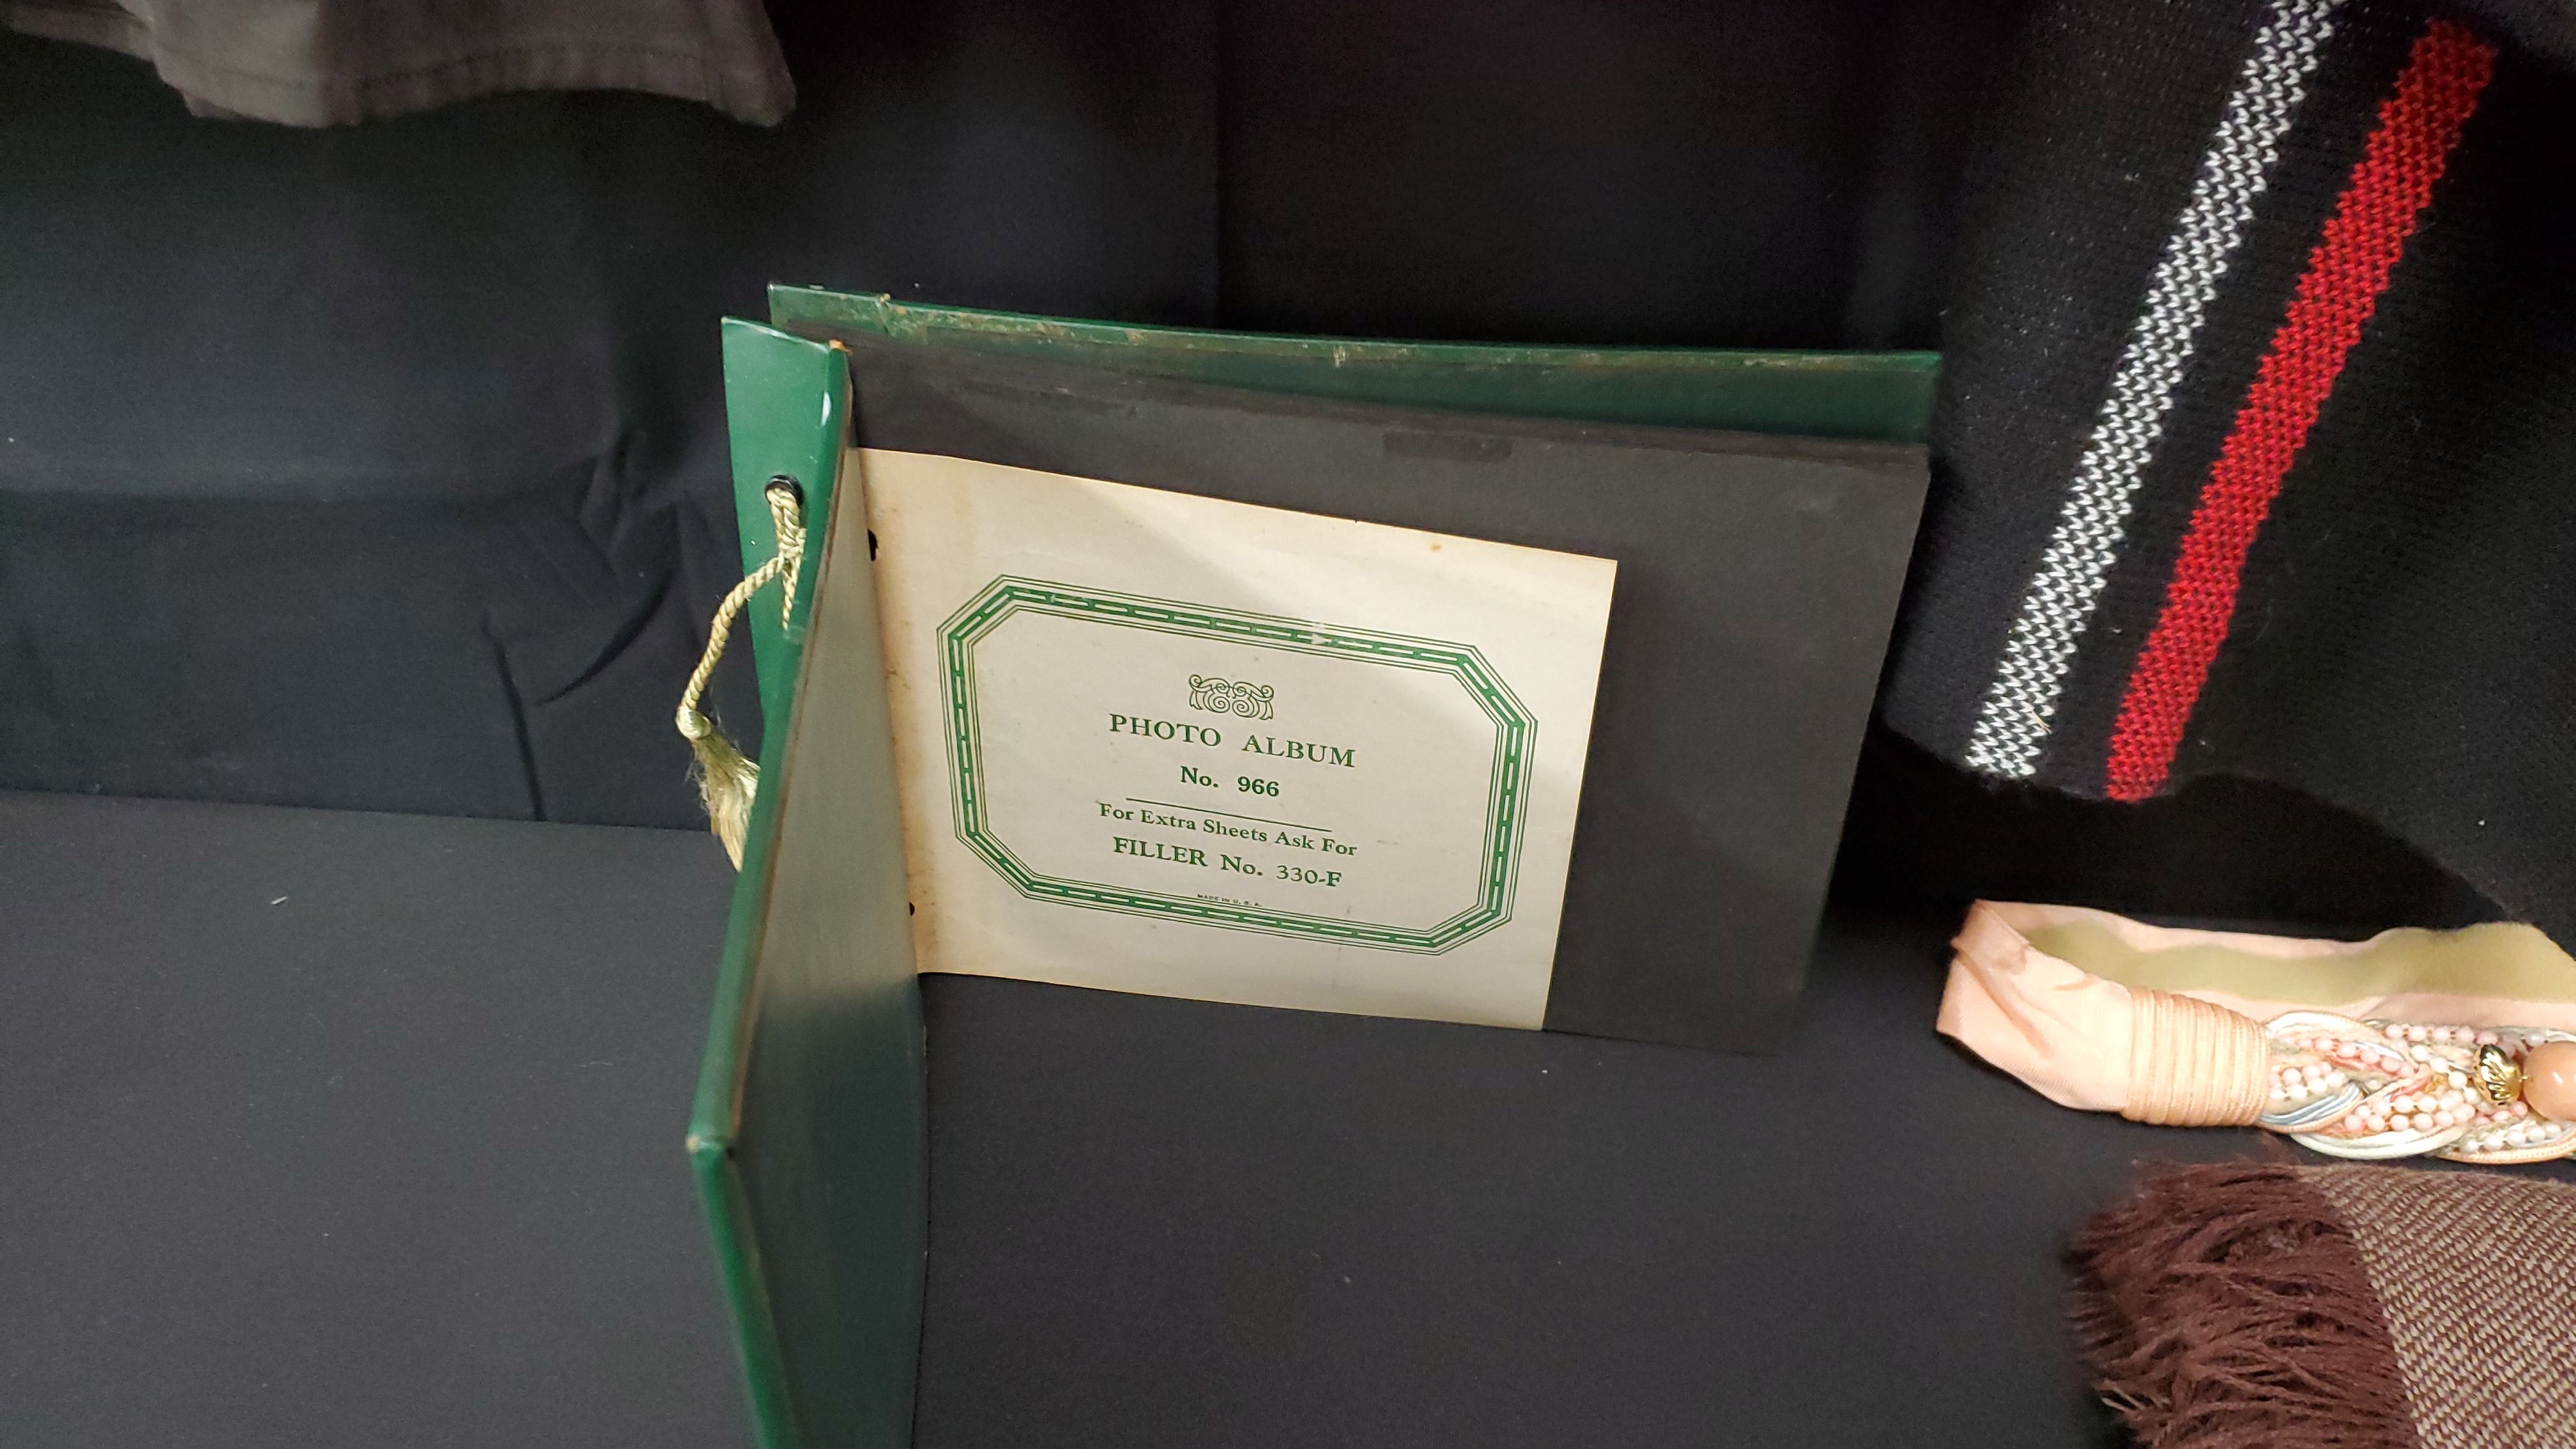 PHOTO ALBUM
No. 966
For Extra Sheets Ask For
FILLER No. 330-F
MADE IN U. S. A.